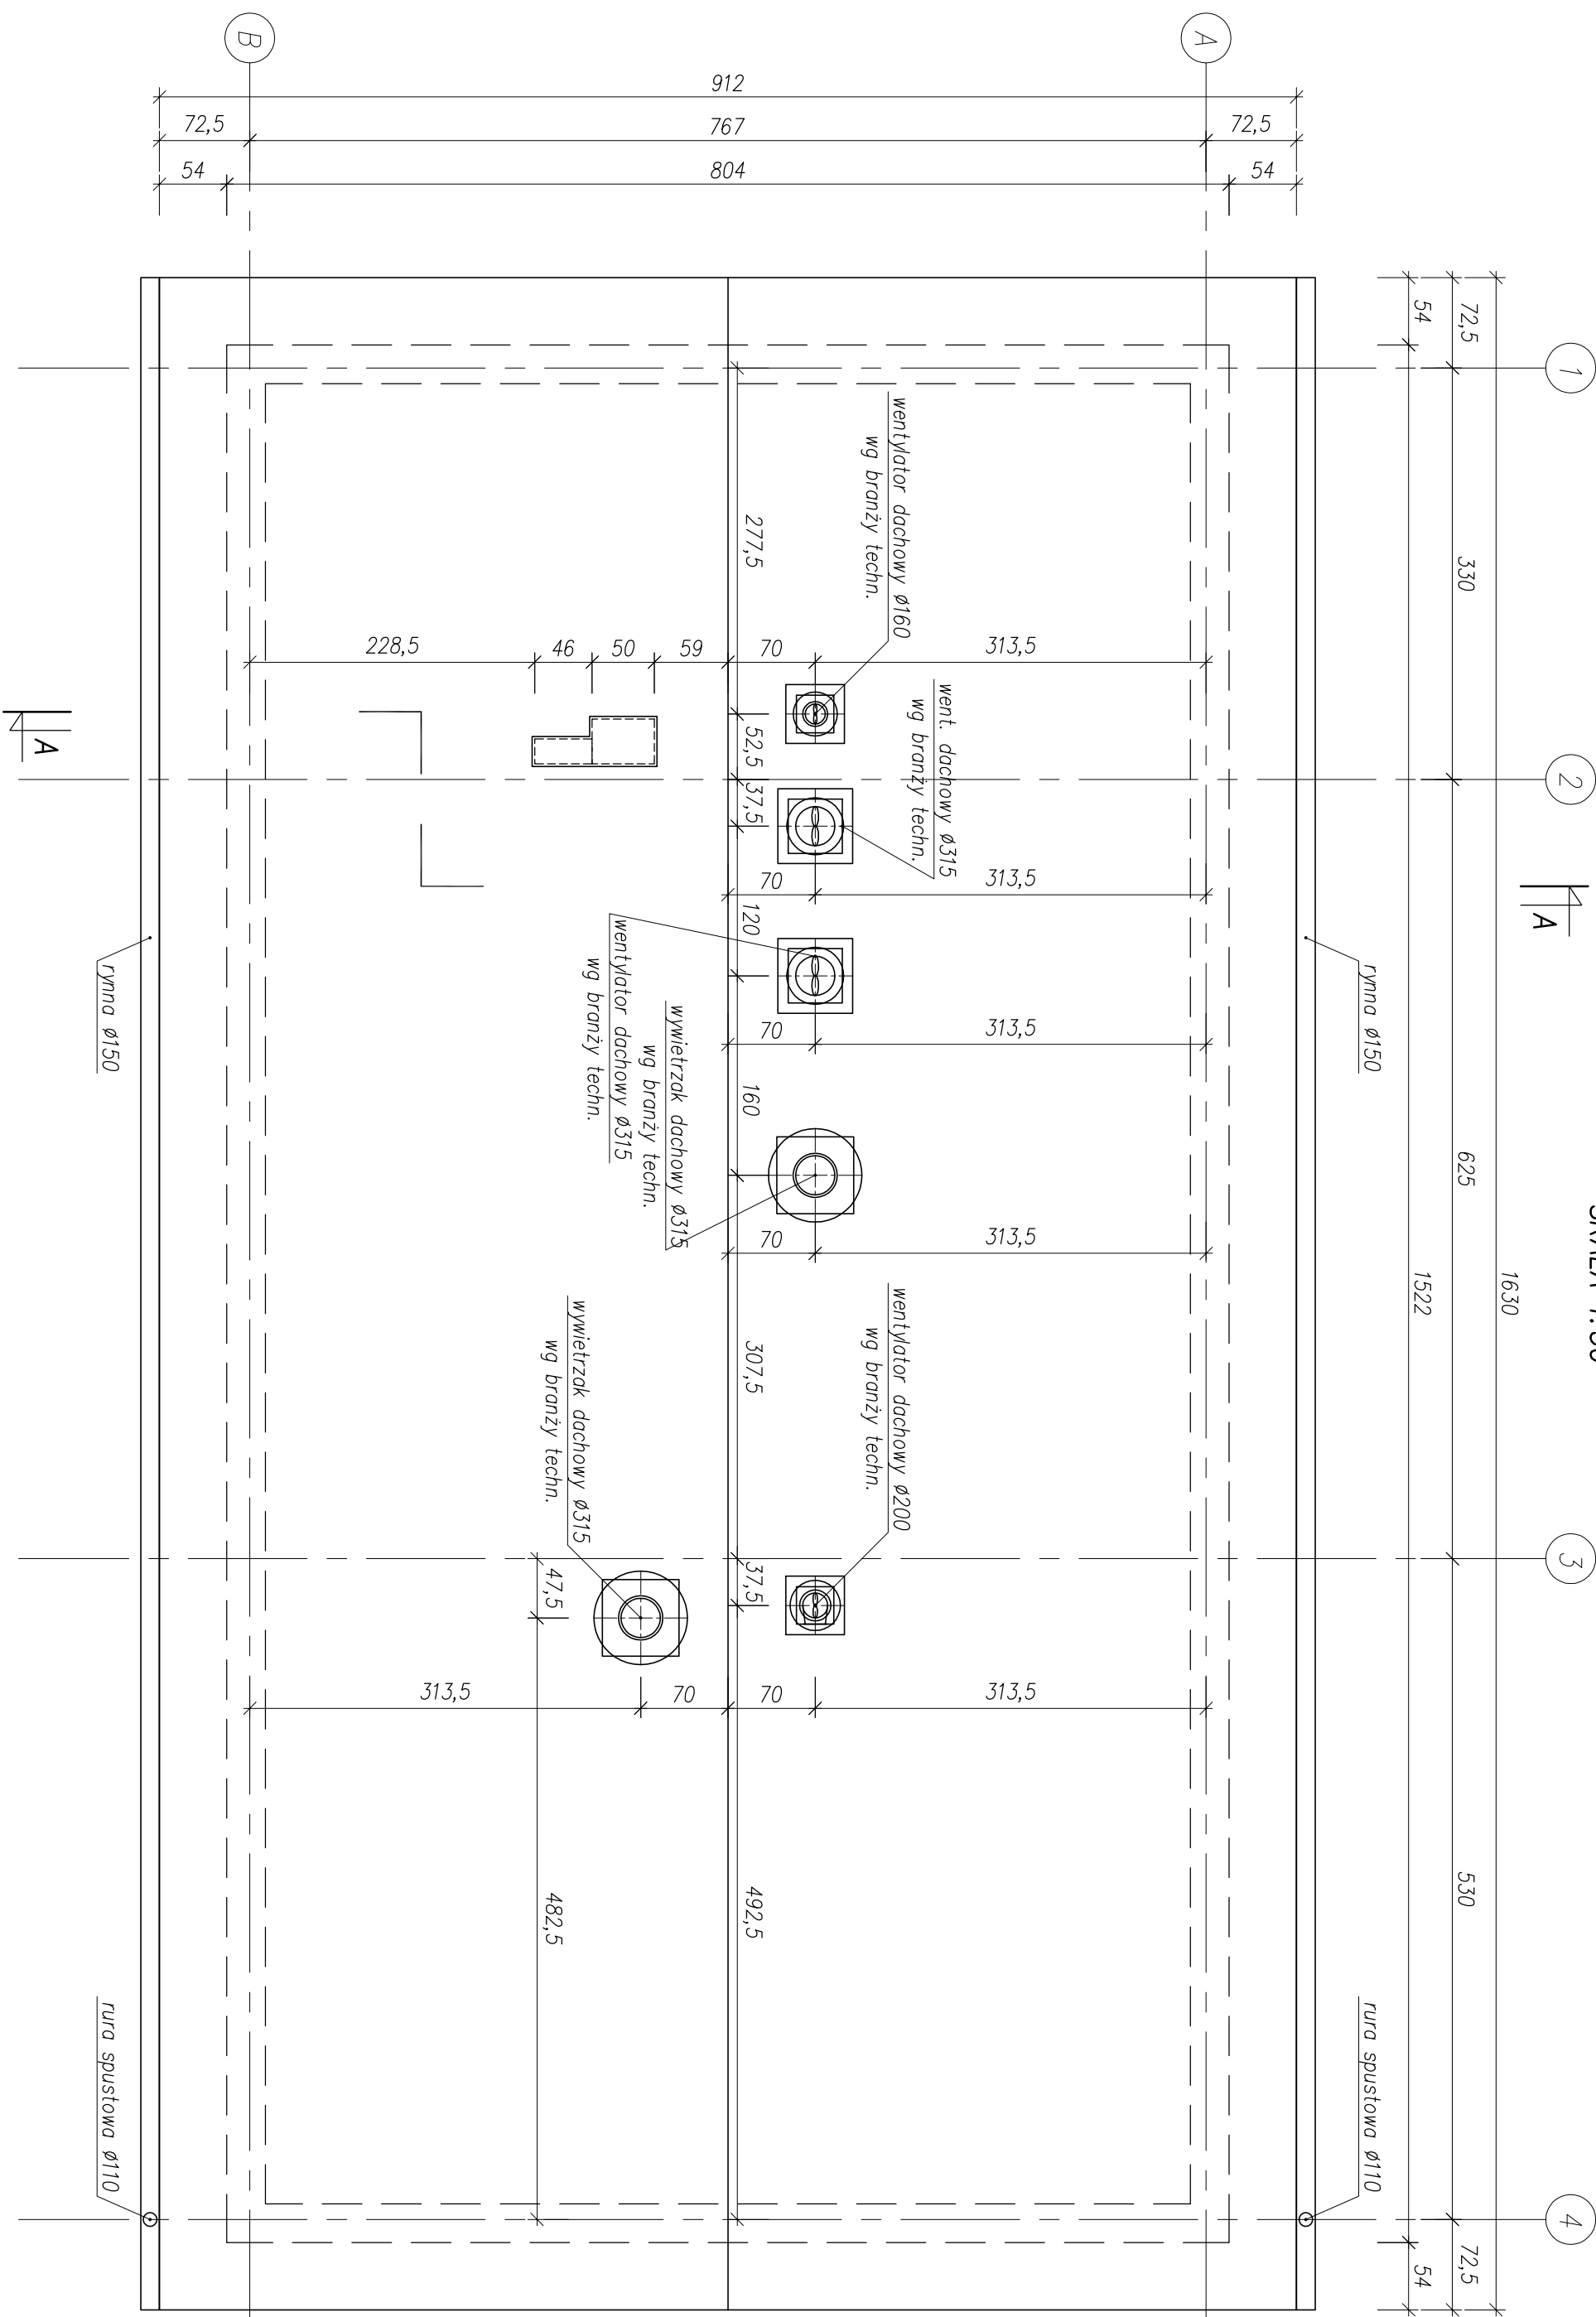 SKALA 1:50
B
A
912
72,5
767
72,5
54
804
54
1
2
3
4
1630
72,5
330
625
530
72,5
54
1522
54
rynna ø150
rura spustowa ø110
A
wentylator dachowy ø160
wg branży techn.
went. dachowy ø315
wg branży techn.
wentylator dachowy ø200
wg branży techn.
313,5
70
59
50
46
228,5
313,5
70
313,5
70
313,5
70
313,5
70
70
313,5
277,5
52,5
37,5
120
160
307,5
37,5
492,5
wywietrzak dachowy ø315
wg branży techn.
wentylator dachowy ø315
wg branży techn.
wywietrzak dachowy ø315
wg branży techn.
47,5
482,5
A
rynna ø150
rura spustowa ø110